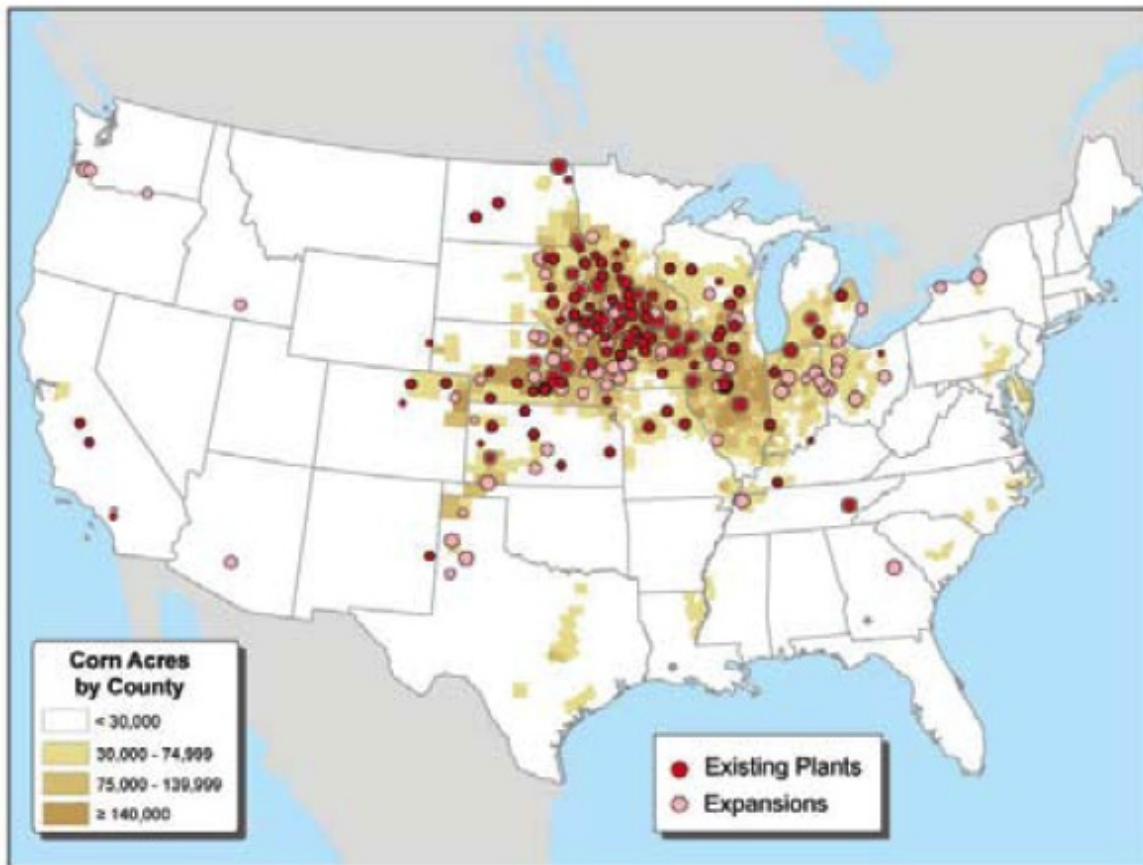 Corn Acres
by County
< 30,000
30,000 - 74,999
75,000 - 139,999
≥ 140,000
Existing Plants
Expansions